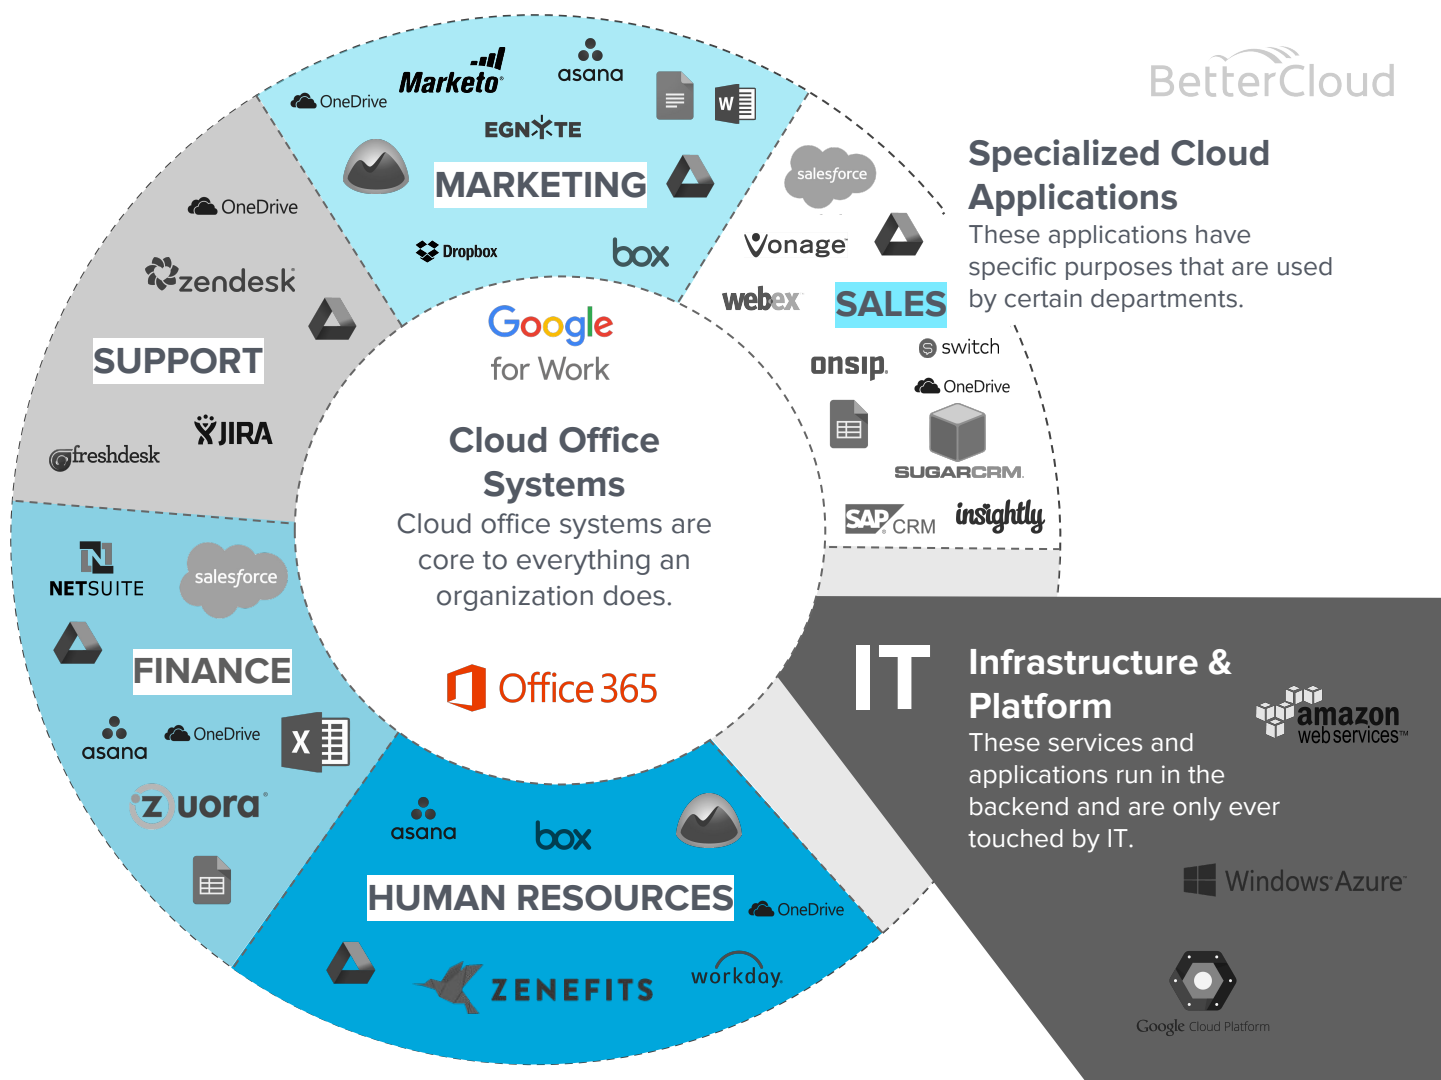 BetterCloud
Specialized Cloud
Applications
These applications have
specific purposes that are used
by certain departments.
OneDrive
Marketo
asana
W
EGNYTE
MARKETING
Dropbox
box
salesforce
Vonage
webex
SALES
onsip
switch
OneDrive
SUGARCRM
SAP CRM
insightly
OneDrive
zendesk
SUPPORT
JIRA
freshdesk
Google
for Work
Cloud Office
Systems
Cloud office systems are
core to everything an
organization does.
Office 365
N
NETSUITE
salesforce
FINANCE
asana
OneDrive
X
zuora
asana
box
HUMAN RESOURCES
OneDrive
ZENEFITS
workday
IT
Infrastructure &
Platform
These services and
applications run in the
backend and are only ever
touched by IT.
amazon
web services™
Windows Azure
Google Cloud Platform